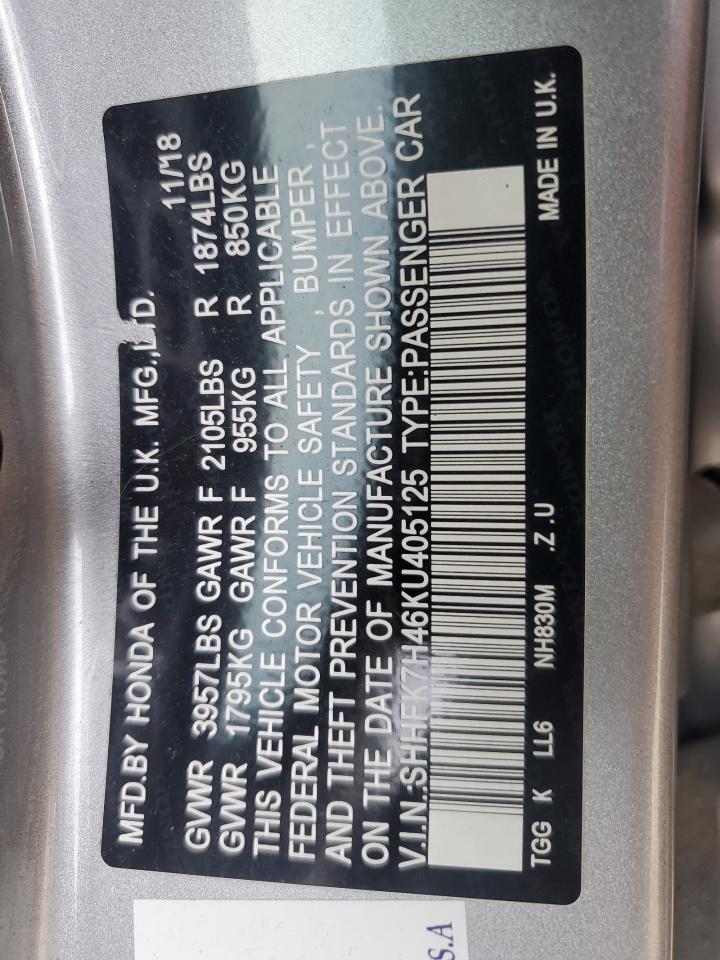 MFD.BY HONDA OF THE U.K. MFG.,LTD. 11/18
GVWR 3957LBS GAWR F 2105LBS R 1874LBS
GVWR 1795KG GAWR F 955KG R 850KG
THIS VEHICLE CONFORMS TO ALL APPLICABLE
FEDERAL MOTOR VEHICLE SAFETY , BUMPER ,
AND THEFT PREVENTION STANDARDS IN EFFECT
ON THE DATE OF MANUFACTURE SHOWN ABOVE.
V.I.N.:SHHFK7H46KU405125 TYPE:PASSENGER CAR
TGG K LL6 NH830M .Z.U MADE IN U.K.
S.A